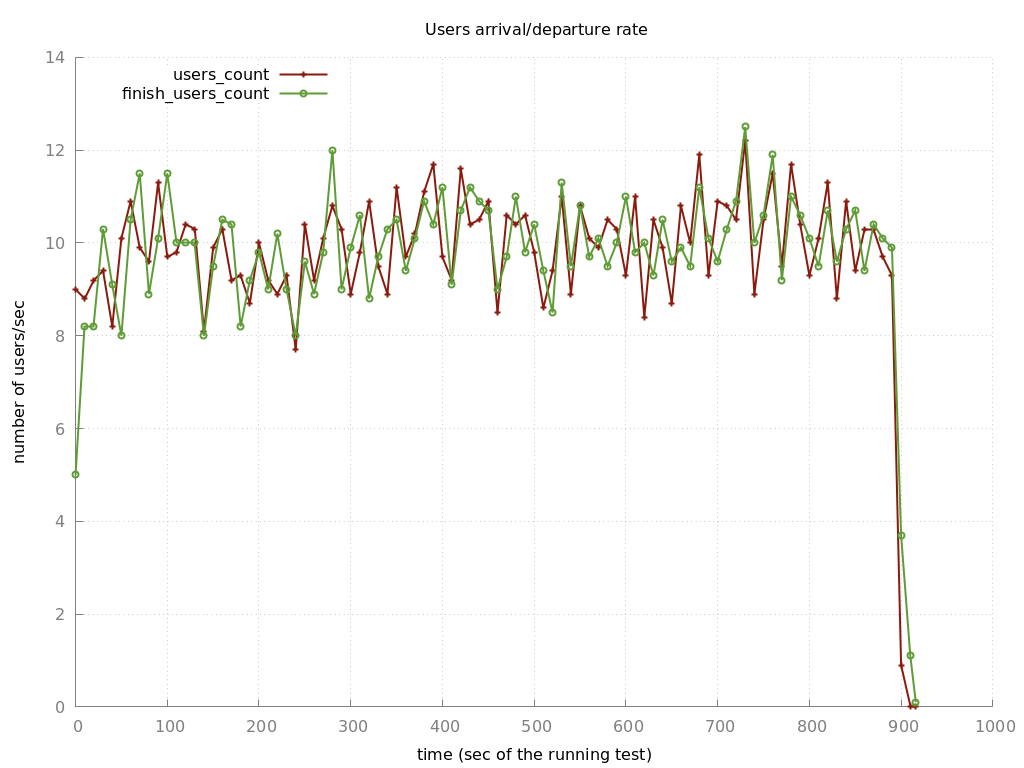 Users arrival/departure rate
14
12
10
8
6
4
2
0
number of users/sec
users_count
finish_users_count
0 100 200 300 400 500 600 700 800 900 1000
time (sec of the running test)